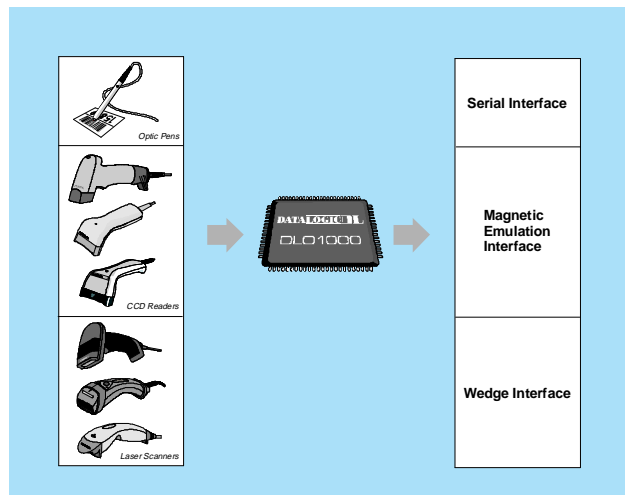 Optic Pens
CCD Readers
Laser Scanners
DATALOGIC
DLO1000
Serial Interface
Magnetic
Emulation
Interface
Wedge Interface